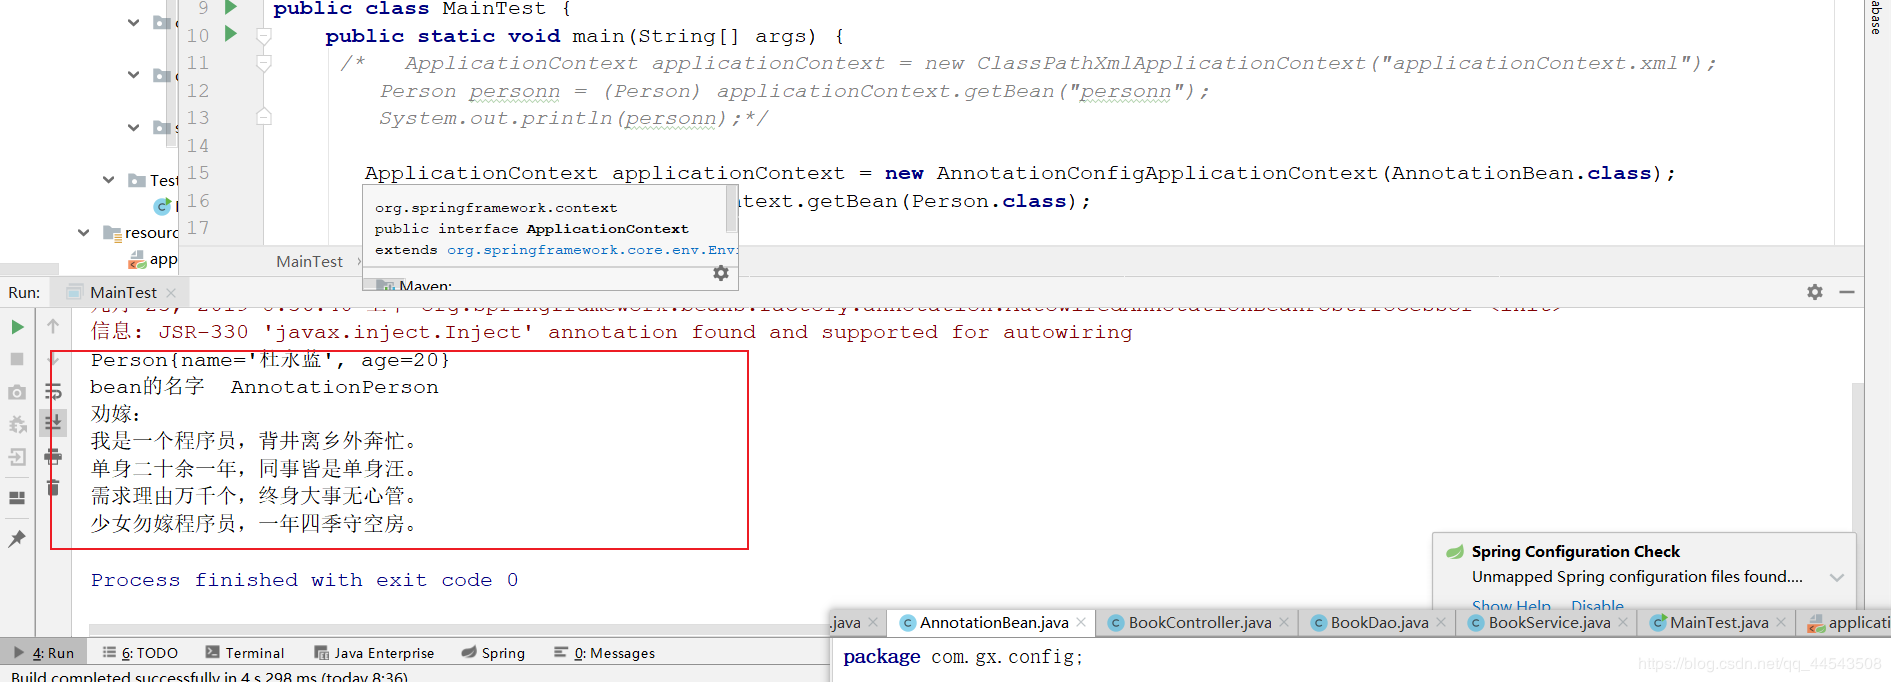 9 public class MainTest {
10 public static void main(String[] args) {
11 /* ApplicationContext applicationContext = new ClassPathXmlApplicationContext("applicationContext.xml");
12 Person personn = (Person) applicationContext.getBean("personn");
13 System.out.println(personn);*/
14
15 ApplicationContext applicationContext = new AnnotationConfigApplicationContext(AnnotationBean.class);
16 ntext.getBean(Person.class);
17
org.springframework.context
public interface ApplicationContext
extends org.springframework.core.env.Envi
Maven:
Test
resourc
app
abase
MainTest
Run: MainTest
信息: JSR-330 'javax.inject.Inject' annotation found and supported for autowiring
Person{name='杜永蓝', age=20}
bean的名字 AnnotationPerson
劝嫁：
我是一个程序员，背井离乡外奔忙。
单身二十余一年，同事皆是单身汪。
需求理由万千个，终身大事无心管。
少女勿嫁程序员，一年四季守空房。
Process finished with exit code 0
Spring Configuration Check
Unmapped Spring configuration files found....
Show Help Disable
.java AnnotationBean.java BookController.java BookDao.java BookService.java MainTest.java applicati
package com.gx.config;
4: Run 6: TODO Terminal Java Enterprise Spring 0: Messages
Build completed successfully in 4 s 298 ms (today 8:36)
https://blog.csdn.net/qq_44543508